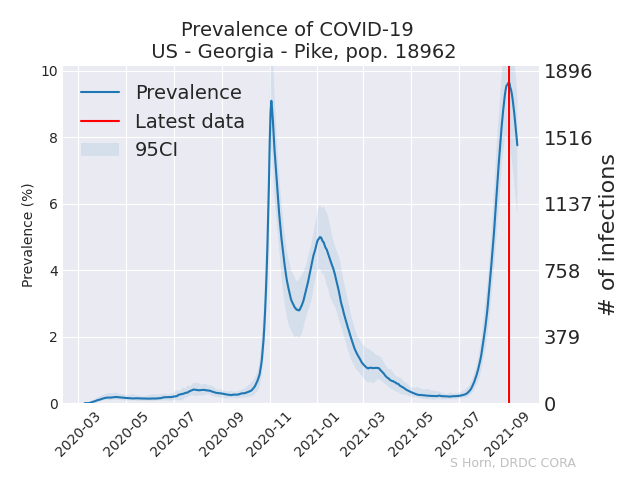 Prevalence of COVID-19
US - Georgia - Pike, pop. 18962
Prevalence
Latest data
95CI
Prevalence (%)
10
8
6
4
2
0
1896
1516
1137
758
379
0
# of infections
2020-03
2020-05
2020-07
2020-09
2020-11
2021-01
2021-03
2021-05
2021-07
2021-09
S Horn, DRDC CORA